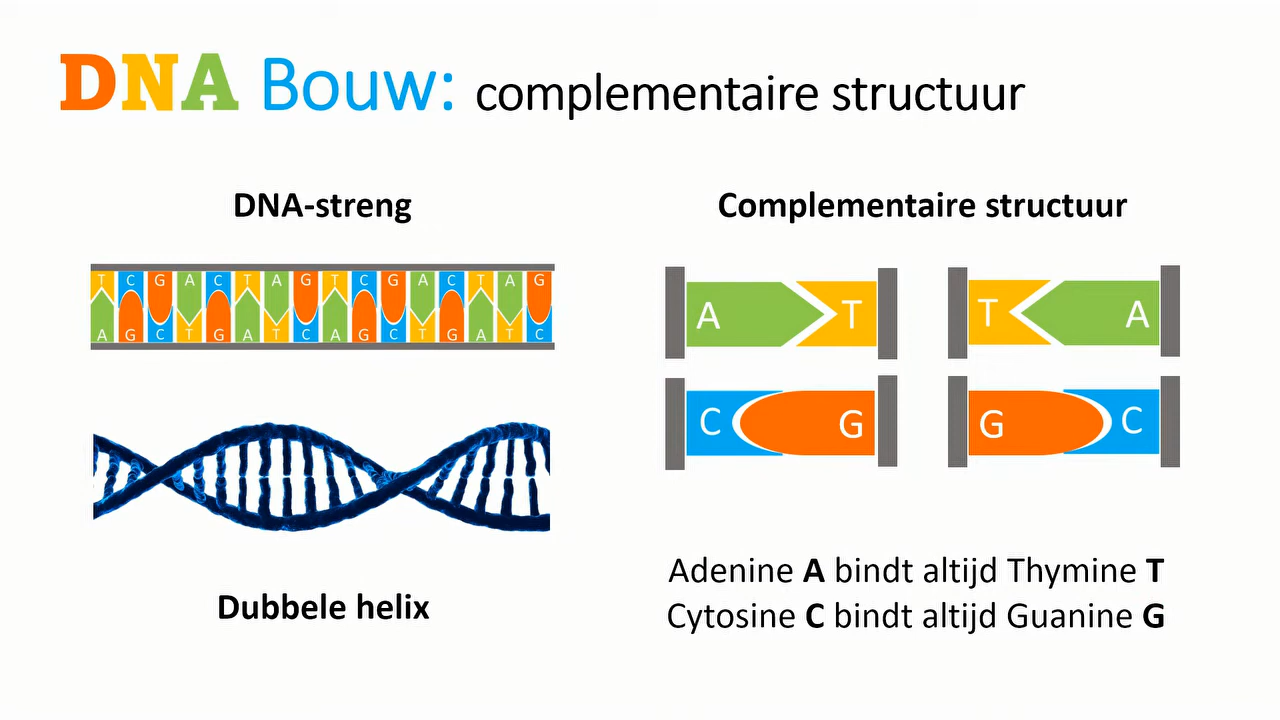 DNA Bouw: complementaire structuur
DNA-streng
T C G A C T A G T C G A C T A G
A G C T G A T C A G C T G A T C
Dubbele helix
Complementaire structuur
A T T A
C G G C
Adenine A bindt altijd Thymine T
Cytosine C bindt altijd Guanine G